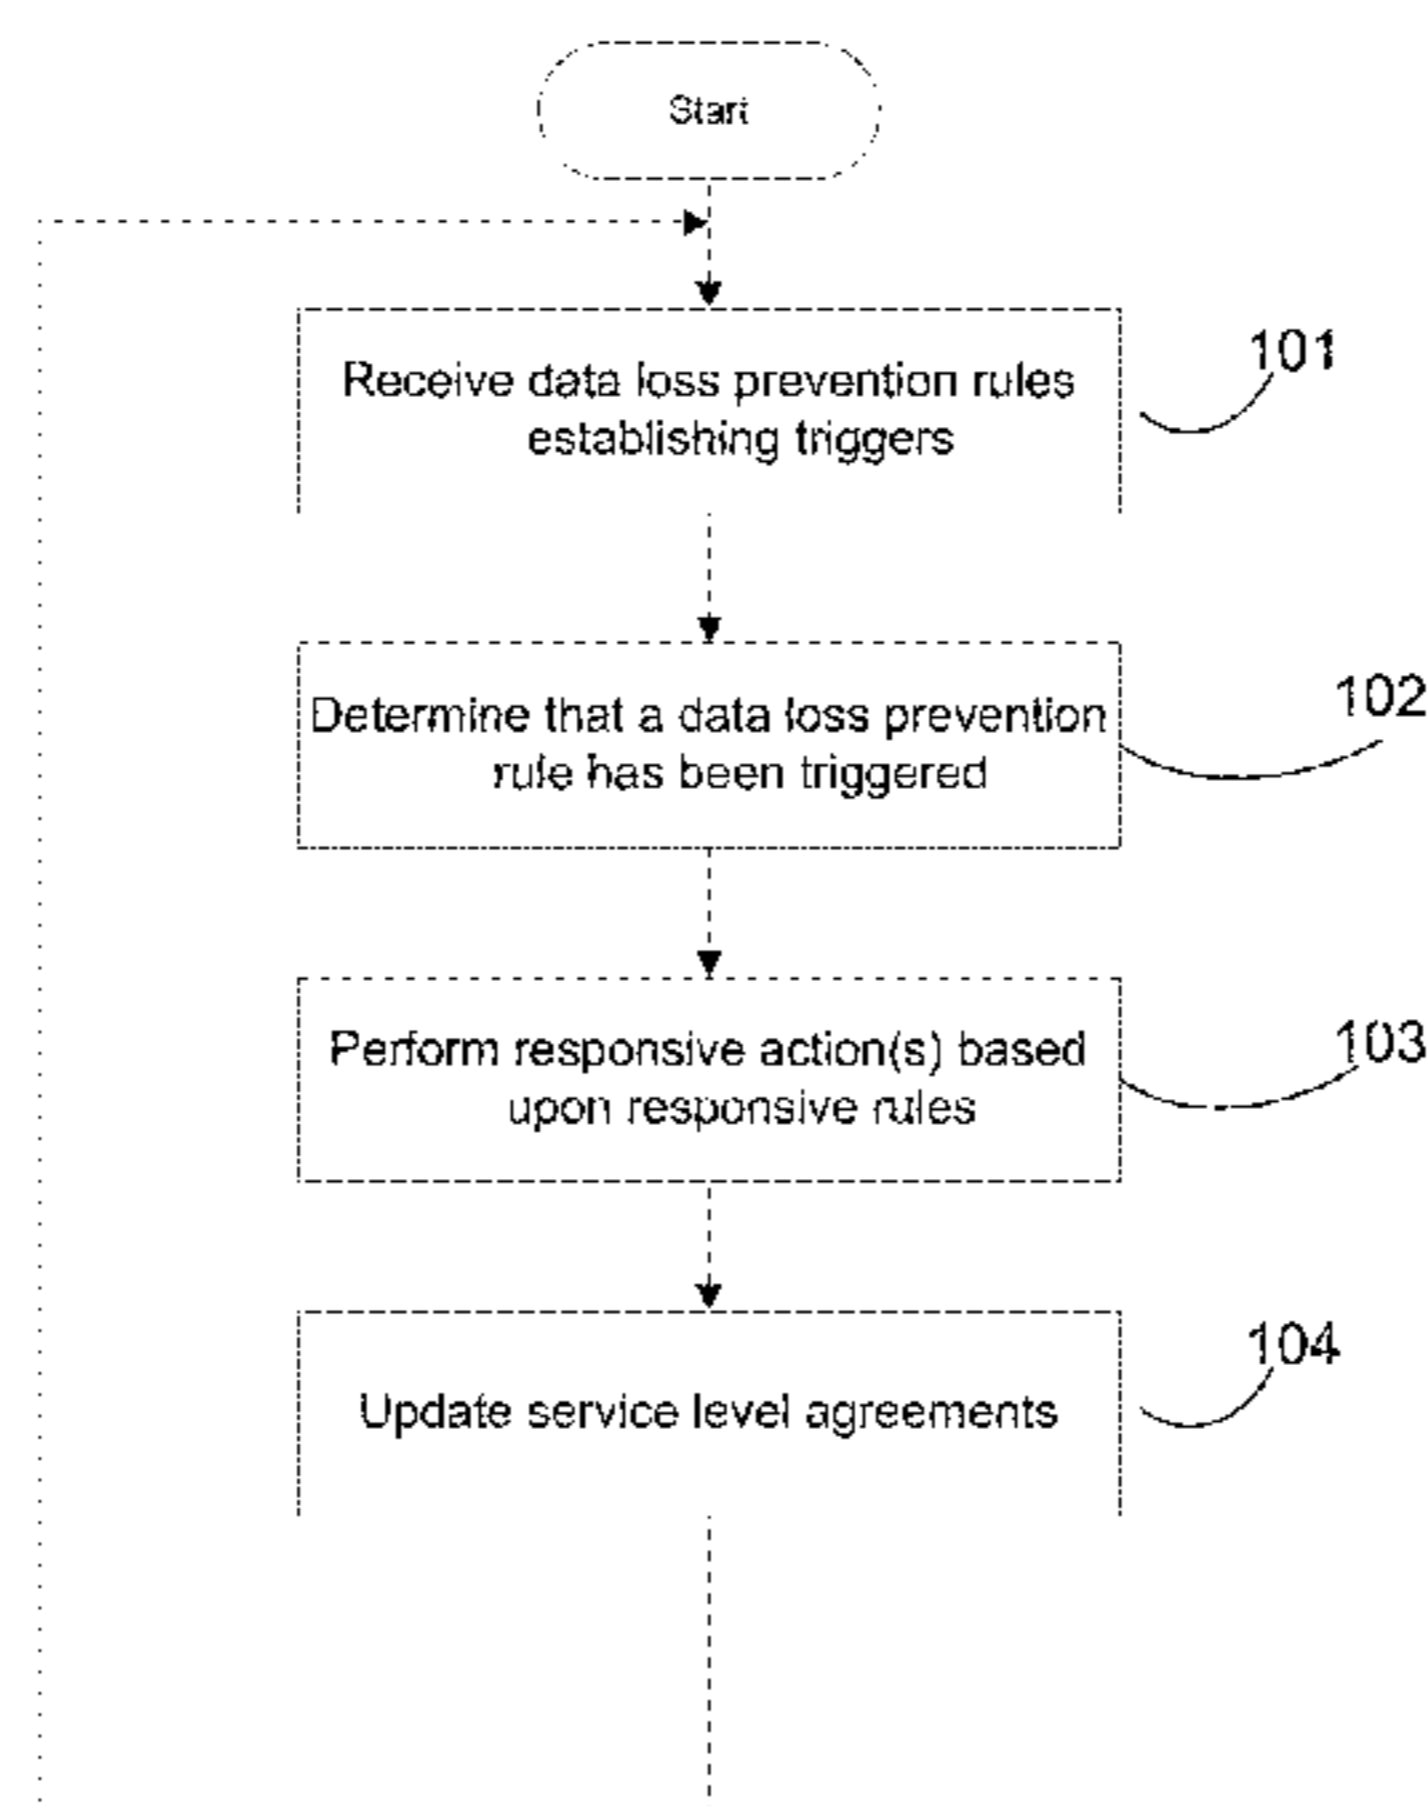 Start
Receive data loss prevention rules
establishing triggers
101
Determine that a data loss prevention
rule has been triggered
102
Perform responsive action(s) based
upon responsive rules
103
Update service level agreements
104